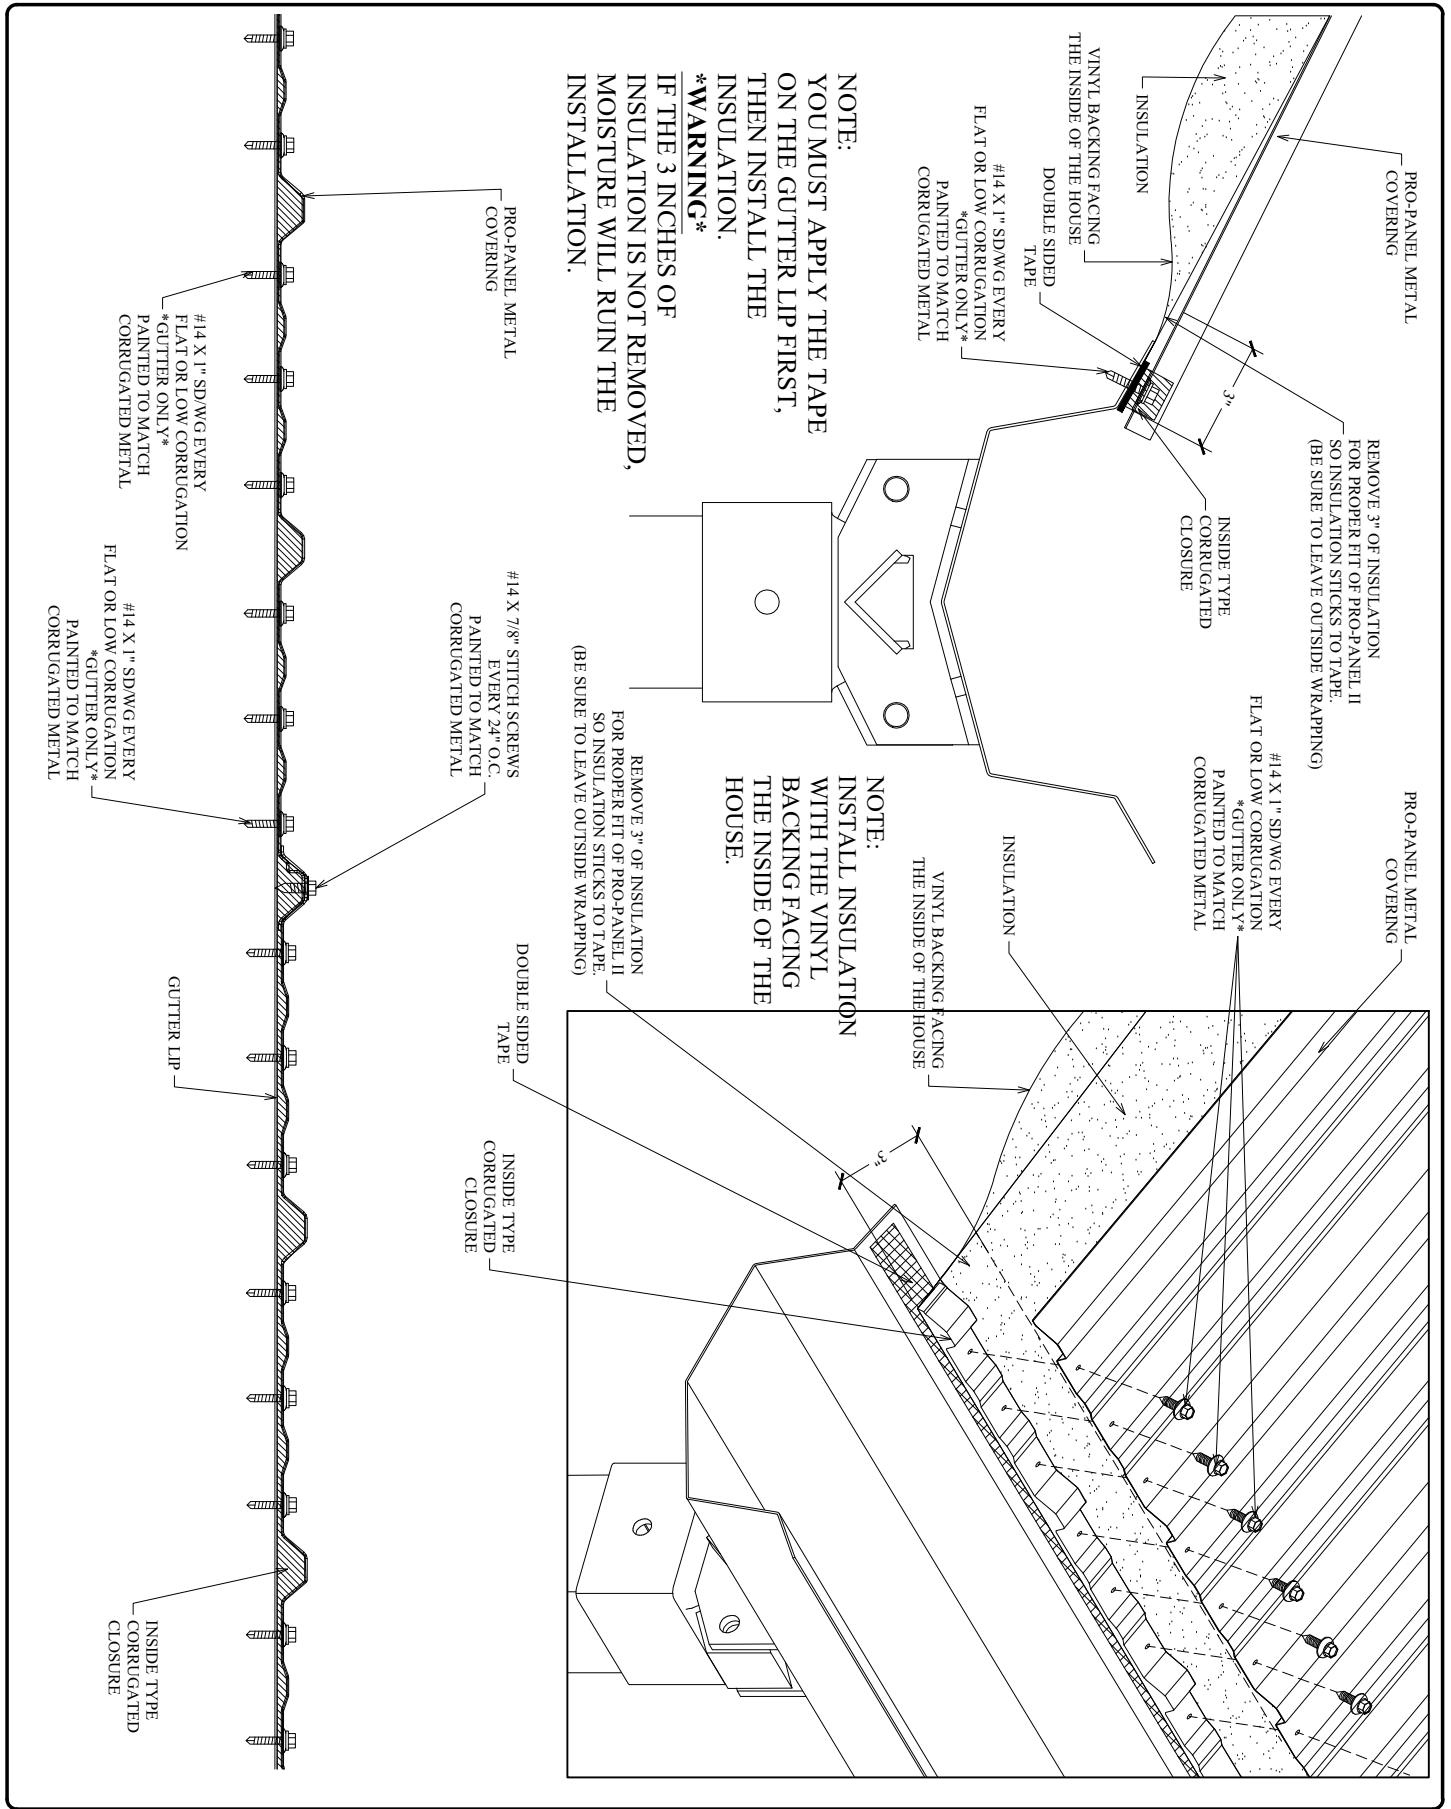 PRO-PANEL METAL
COVERING
INSULATION
VINYL BACKING FACING
THE INSIDE OF THE HOUSE
DOUBLE SIDED
TAPE
#14 X 1" SD/WG EVERY
FLAT OR LOW CORRUGATION
*GUTTER ONLY*
PAINTED TO MATCH
CORRUGATED METAL
3"
REMOVE 3" OF INSULATION
FOR PROPER FIT OF PRO-PANEL II
SO INSULATION STICKS TO TAPE.
(BE SURE TO LEAVE OUTSIDE WRAPPING)
INSIDE TYPE
CORRUGATED
CLOSURE
NOTE:
YOU MUST APPLY THE TAPE
ON THE GUTTER LIP FIRST,
THEN INSTALL THE
INSULATION.
*WARNING*
IF THE 3 INCHES OF
INSULATION IS NOT REMOVED,
MOISTURE WILL RUIN THE
INSTALLATION.
PRO-PANEL METAL
COVERING
#14 X 1" SD/WG EVERY
FLAT OR LOW CORRUGATION
*GUTTER ONLY*
PAINTED TO MATCH
CORRUGATED METAL
INSULATION
VINYL BACKING FACING
THE INSIDE OF THE HOUSE
NOTE:
INSTALL INSULATION
WITH THE VINYL
BACKING FACING
THE INSIDE OF THE
HOUSE.
REMOVE 3" OF INSULATION
FOR PROPER FIT OF PRO-PANEL II
SO INSULATION STICKS TO TAPE.
(BE SURE TO LEAVE OUTSIDE WRAPPING)
3"
DOUBLE SIDED
TAPE
INSIDE TYPE
CORRUGATED
CLOSURE
PRO-PANEL METAL
COVERING
#14 X 7/8" STITCH SCREWS
EVERY 24" O.C.
PAINTED TO MATCH
CORRUGATED METAL
#14 X 1" SD/WG EVERY
FLAT OR LOW CORRUGATION
*GUTTER ONLY*
PAINTED TO MATCH
CORRUGATED METAL
#14 X 1" SD/WG EVERY
FLAT OR LOW CORRUGATION
*GUTTER ONLY*
PAINTED TO MATCH
CORRUGATED METAL
GUTTER LIP
INSIDE TYPE
CORRUGATED
CLOSURE